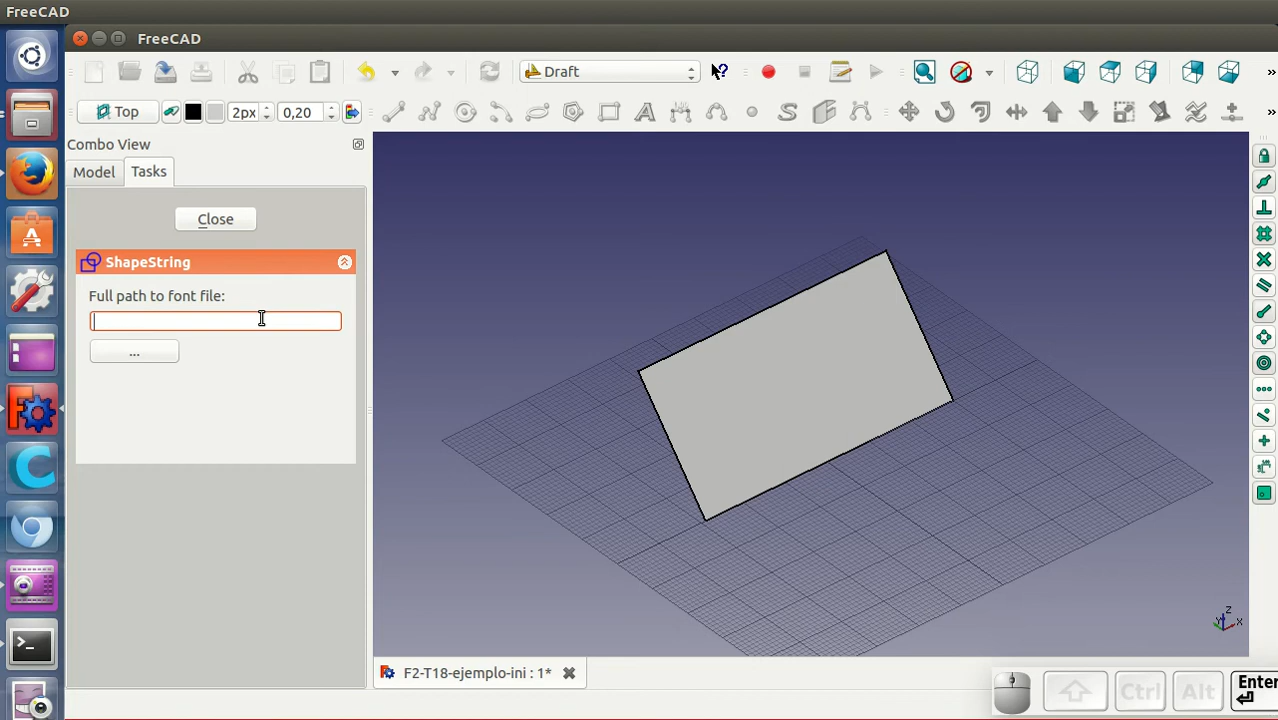 FreeCAD
FreeCAD
Draft
»
Top
2px
0,20
»
Combo View
Model
Tasks
Close
ShapeString
Full path to font file:
...
Z
Y
X
F2-T18-ejemplo-ini : 1*
Ctrl
Alt
Enter